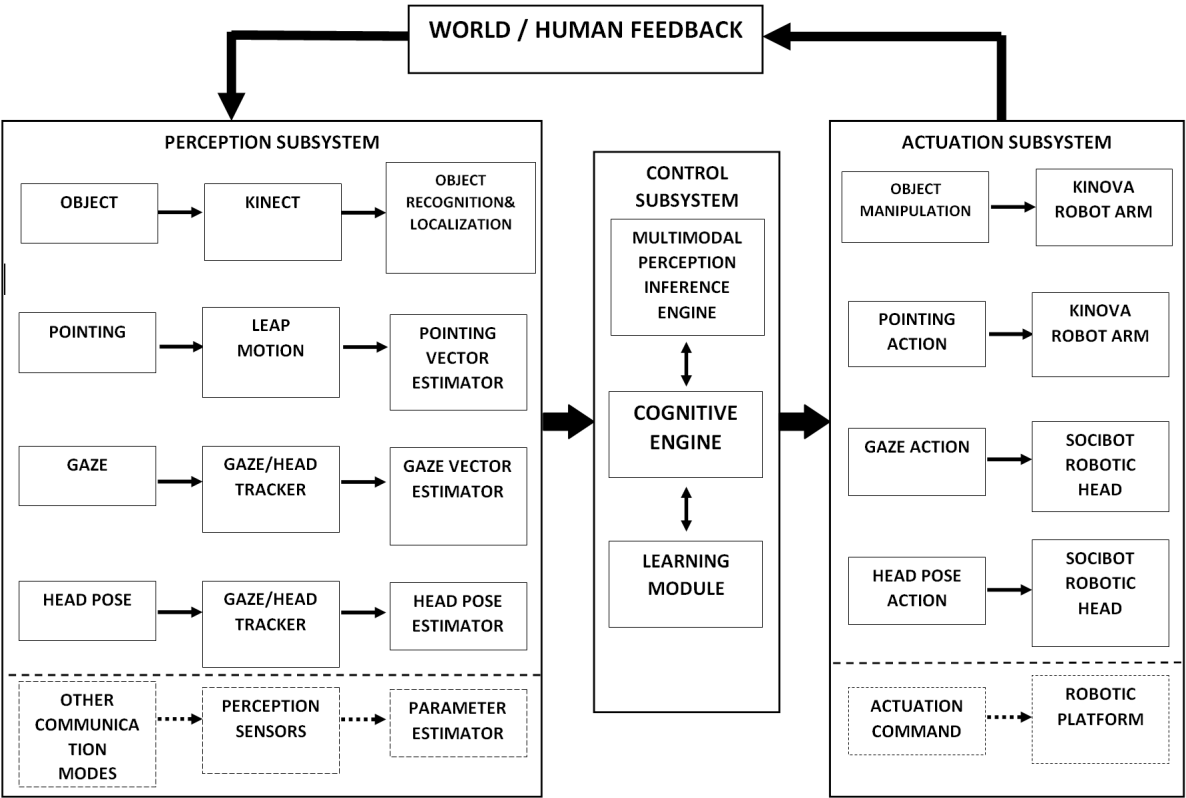 WORLD / HUMAN FEEDBACK
PERCEPTION SUBSYSTEM
OBJECT
KINECT
OBJECT
RECOGNITION&
LOCALIZATION
POINTING
LEAP
MOTION
POINTING
VECTOR
ESTIMATOR
GAZE
GAZE/HEAD
TRACKER
GAZE VECTOR
ESTIMATOR
HEAD POSE
GAZE/HEAD
TRACKER
HEAD POSE
ESTIMATOR
OTHER
COMMUNICA
TION
MODES
PERCEPTION
SENSORS
PARAMETER
ESTIMATOR
CONTROL
SUBSYSTEM
MULTIMODAL
PERCEPTION
INFERENCE
ENGINE
COGNITIVE
ENGINE
LEARNING
MODULE
ACTUATION SUBSYSTEM
OBJECT
MANIPULATION
KINOVA
ROBOT ARM
POINTING
ACTION
KINOVA
ROBOT ARM
GAZE ACTION
SOCIBOT
ROBOTIC
HEAD
HEAD POSE
ACTION
SOCIBOT
ROBOTIC
HEAD
ACTUATION
COMMAND
ROBOTIC
PLATFORM